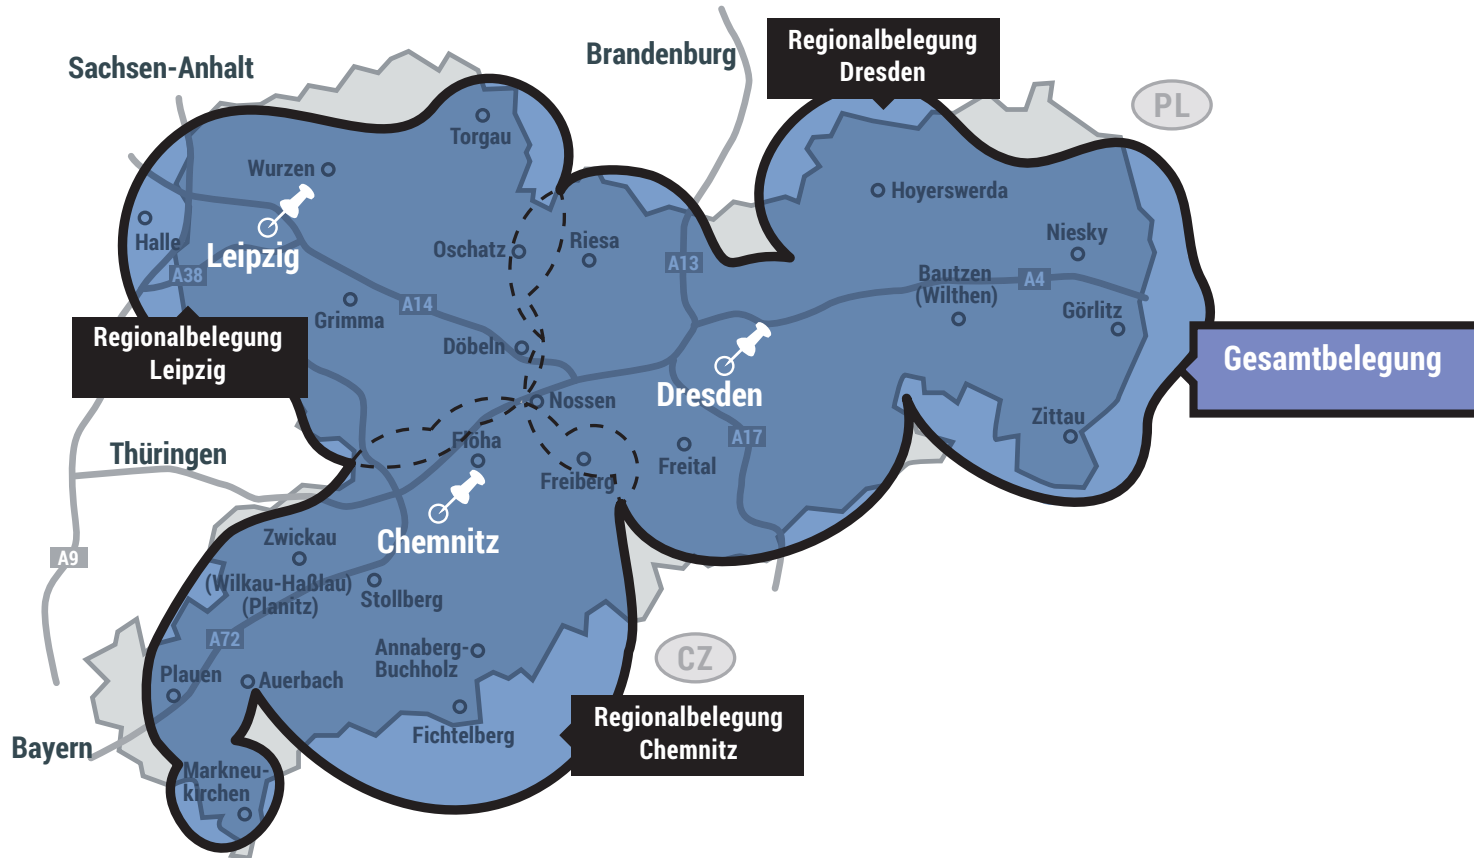 Regionalbelegung
Dresden
Brandenburg
Sachsen-Anhalt
PL
Torgau
Wurzen
Hoyerswerda
Halle
Leipzig
Oschatz
Riesa
Niesky
A38
A13
Bautzen
(Wilthen)
A4
A14
Grimma
Görlitz
Regionalbelegung
Leipzig
Döbeln
Gesamtbelegung
Dresden
Nossen
Zittau
Thüringen
Flöha
A17
Freital
Freiberg
Chemnitz
Zwickau
A9
(Wilkau-Haßlau)
(Planitz)
Stollberg
A72
Annaberg-
Buchholz
CZ
Plauen
Auerbach
Regionalbelegung
Chemnitz
Fichtelberg
Bayern
Markneu-
kirchen